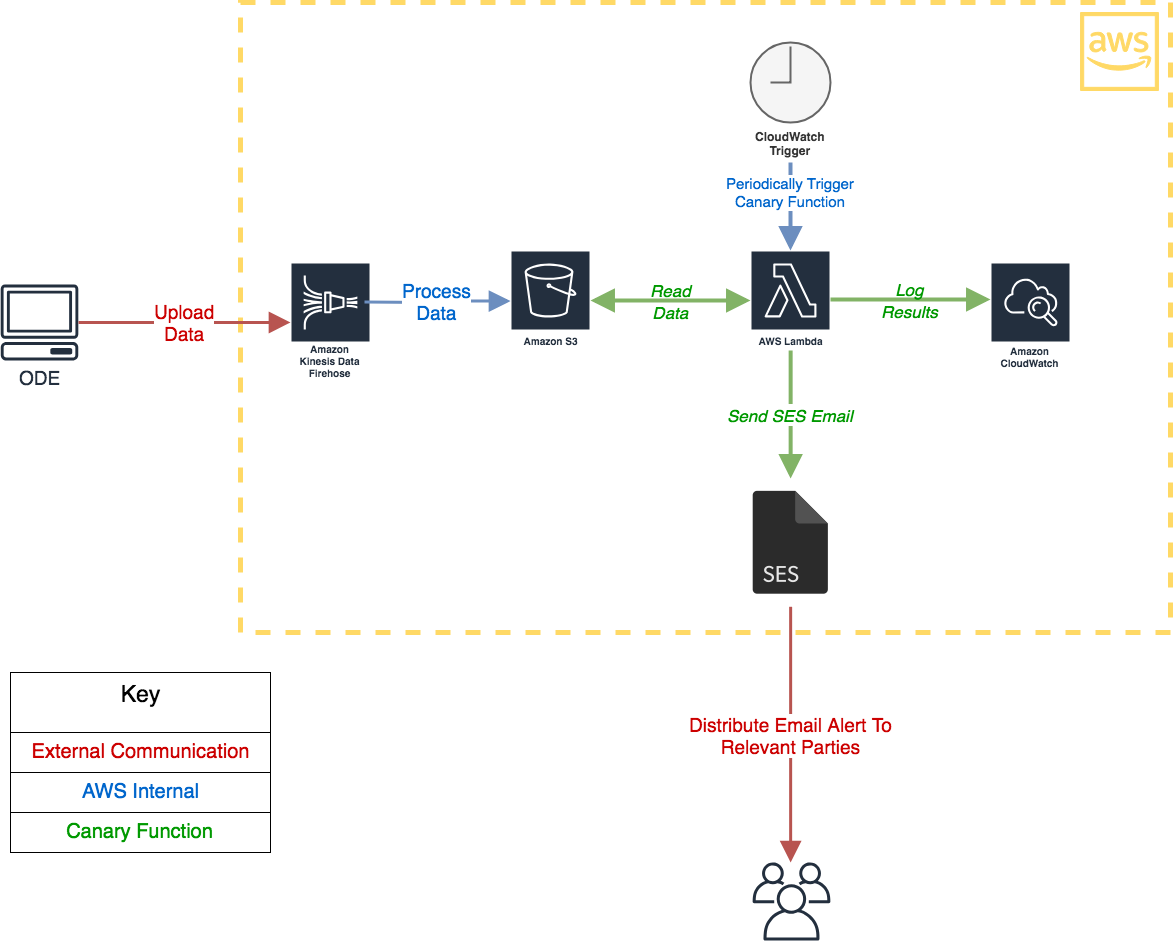 aws
CloudWatch
Trigger
Periodically Trigger
Canary Function
Upload
Data
ODE
Amazon
Kinesis Data
Firehose
Process
Data
Amazon S3
Read
Data
AWS Lambda
Log
Results
Amazon
CloudWatch
Send SES Email
SES
Distribute Email Alert To
Relevant Parties
Key
External Communication
AWS Internal
Canary Function